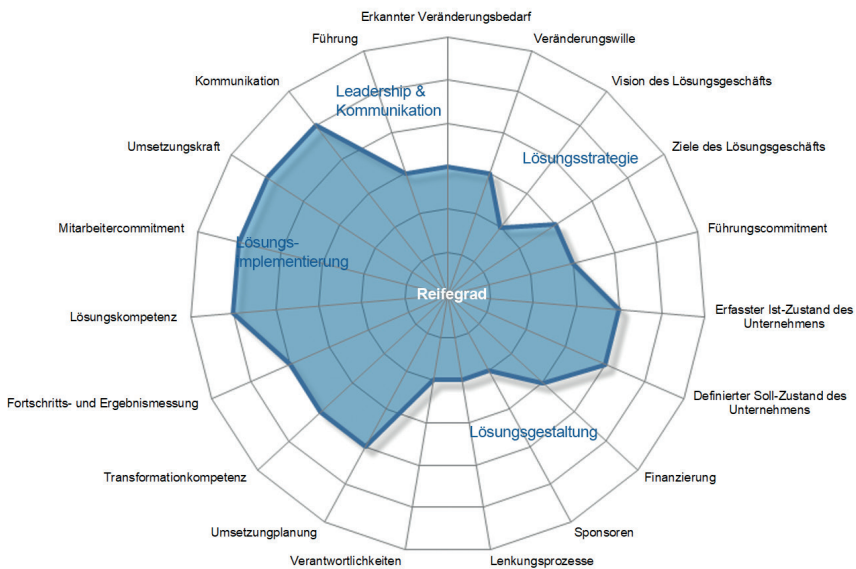 Erkannter Veränderungsbedarf
Führung
Veränderungswille
Kommunikation
Vision des Lösungsgeschäfts
Leadership &
Kommunikation
Umsetzungskraft
Lösungsstrategie
Ziele des Lösungsgeschäfts
Mitarbeitercommitment
Führungscommitment
Lösungs-
implementierung
Reifegrad
Lösungskompetenz
Erfasster Ist-Zustand des
Unternehmens
Fortschritts- und Ergebnismessung
Definierter Soll-Zustand des
Unternehmens
Lösungsgestaltung
Transformationkompetenz
Finanzierung
Umsetzungplanung
Sponsoren
Verantwortlichkeiten
Lenkungsprozesse